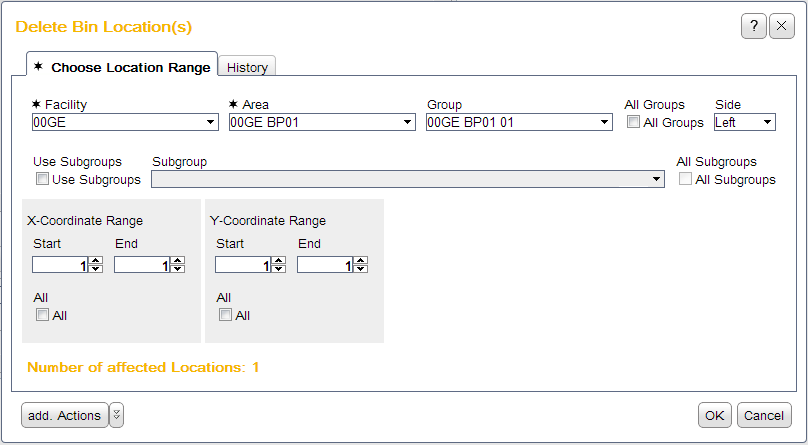 Delete Bin Location(s)
?
✶ Choose Location Range History
✶ Facility ✶ Area Group All Groups Side
00GE 00GE BP01 00GE BP01 01 All Groups Left
Use Subgroups Subgroup All Subgroups
Use Subgroups All Subgroups
X-Coordinate Range Y-Coordinate Range
Start End Start End
1 1 1 1
All All
All All
Number of affected Locations: 1
add. Actions OK Cancel